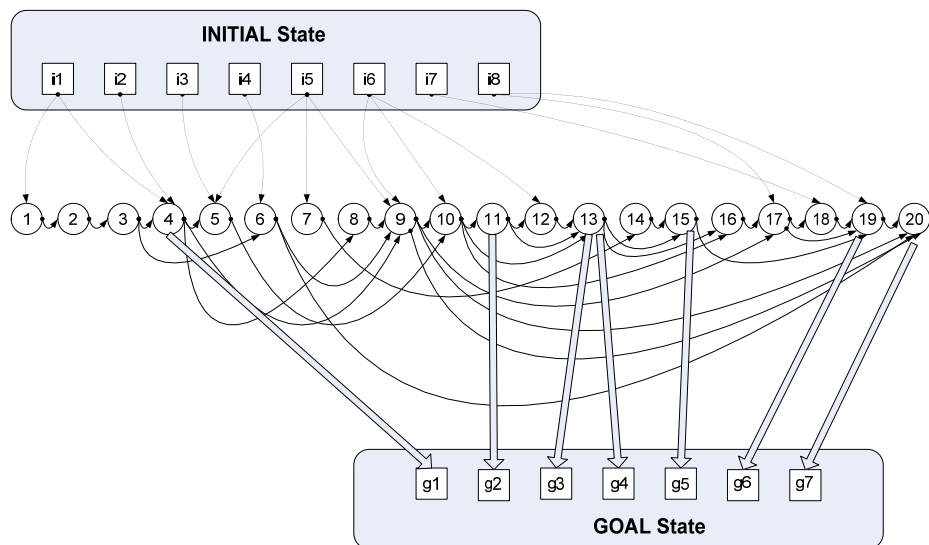 INITIAL State
i1 i2 i3 i4 i5 i6 i7 i8
1 2 3 4 5 6 7 8 9 10 11 12 13 14 15 16 17 18 19 20
g1 g2 g3 g4 g5 g6 g7
GOAL State